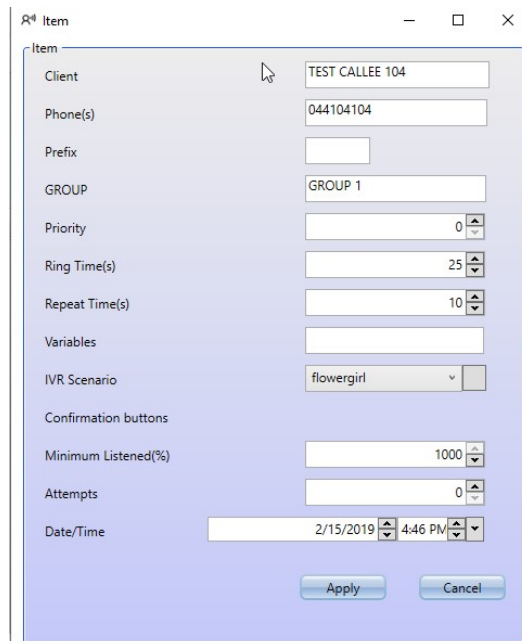 Item
Item
Client TEST CALLEE 104
Phone(s) 044104104
Prefix
GROUP GROUP 1
Priority 0
Ring Time(s) 25
Repeat Time(s) 10
Variables
IVR Scenario flowergirl
Confirmation buttons
Minimum Listened(%) 1000
Attempts 0
Date/Time 2/15/2019 4:46 PM
Apply Cancel